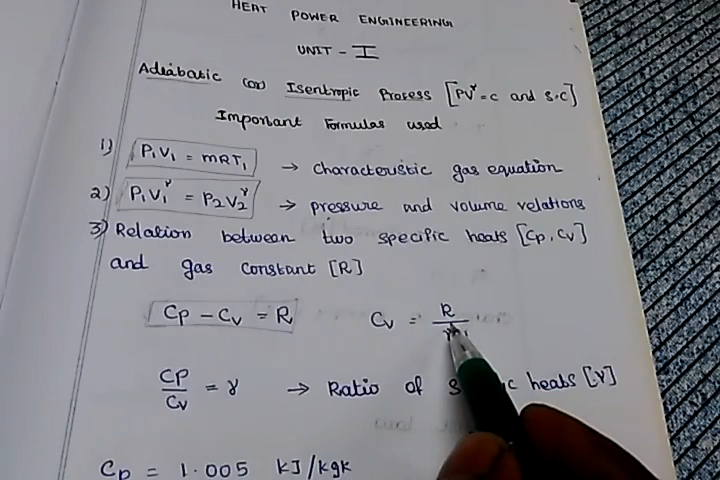 HEAT POWER ENGINEERING
UNIT - I
Adiabatic (or) Isentropic Process [PV^γ = C and S=C]
Important Formulas used
1) P₁V₁ = mRT₁ → characteristic gas equation
2) P₁V₁^γ = P₂V₂^γ → pressure and volume relations
3) Relation between two specific heats [Cp, Cv]
and gas constant [R]
Cp - Cv = R Cv = R
Cp/Cv = γ → Ratio of heats [γ]
Cp = 1.005 kJ/kgk